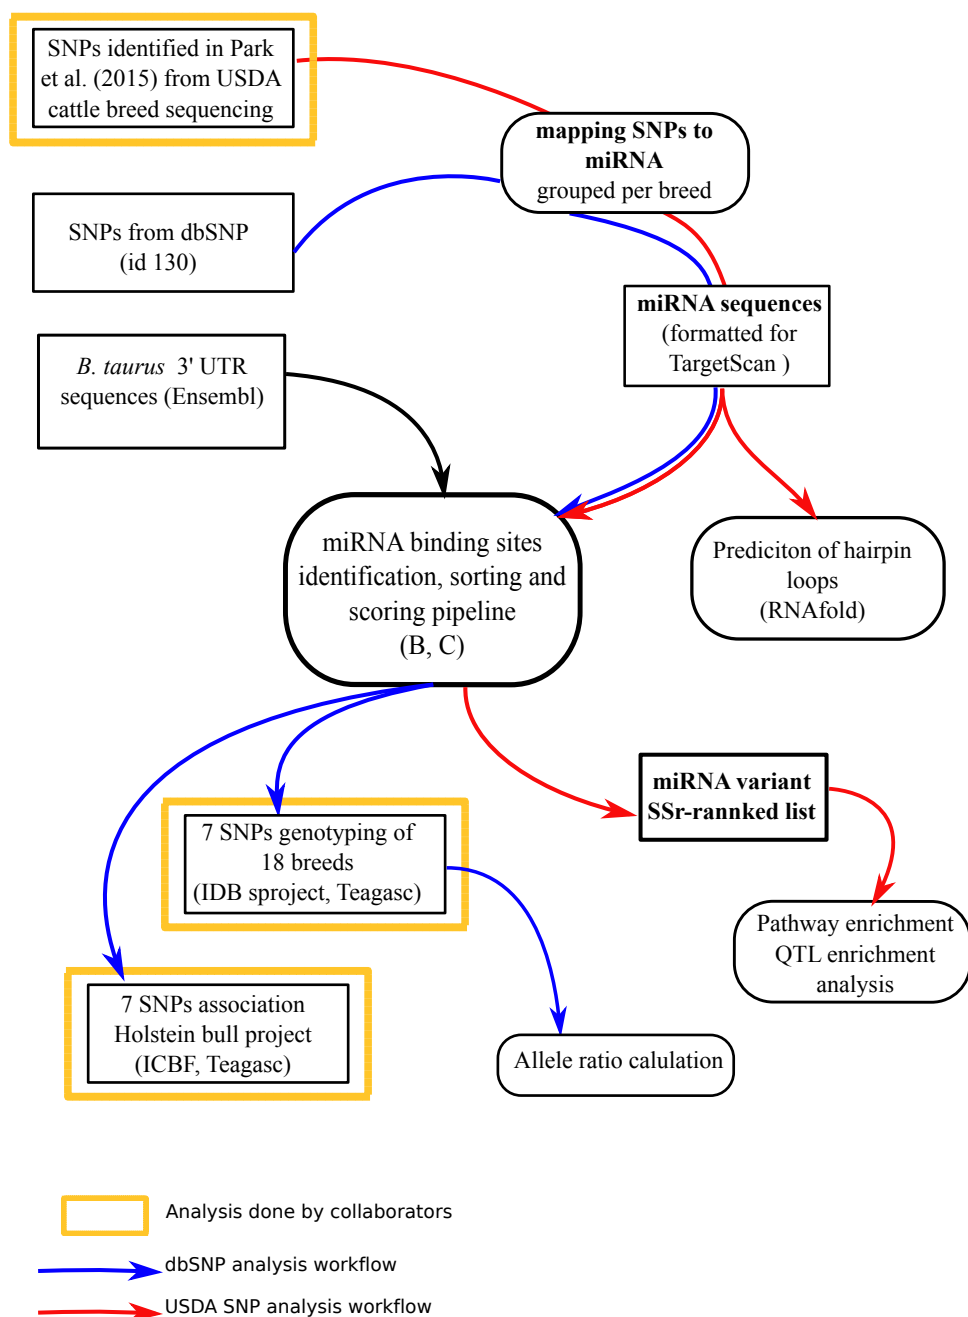 SNPs identified in Park
et al. (2015) from USDA
cattle breed sequencing
mapping SNPs to
miRNA
grouped per breed
SNPs from dbSNP
(id 130)
miRNA sequences
(formatted for
TargetScan )
B. taurus 3' UTR
sequences (Ensembl)
miRNA binding sites
identification, sorting and
scoring pipeline
(B, C)
Prediciton of hairpin
loops
(RNAfold)
miRNA variant
SSr-rannked list
7 SNPs genotyping of
18 breeds
(IDB sproject, Teagasc)
Pathway enrichment
QTL enrichment
analysis
7 SNPs association
Holstein bull project
(ICBF, Teagasc)
Allele ratio calulation
Analysis done by collaborators
dbSNP analysis workflow
USDA SNP analysis workflow